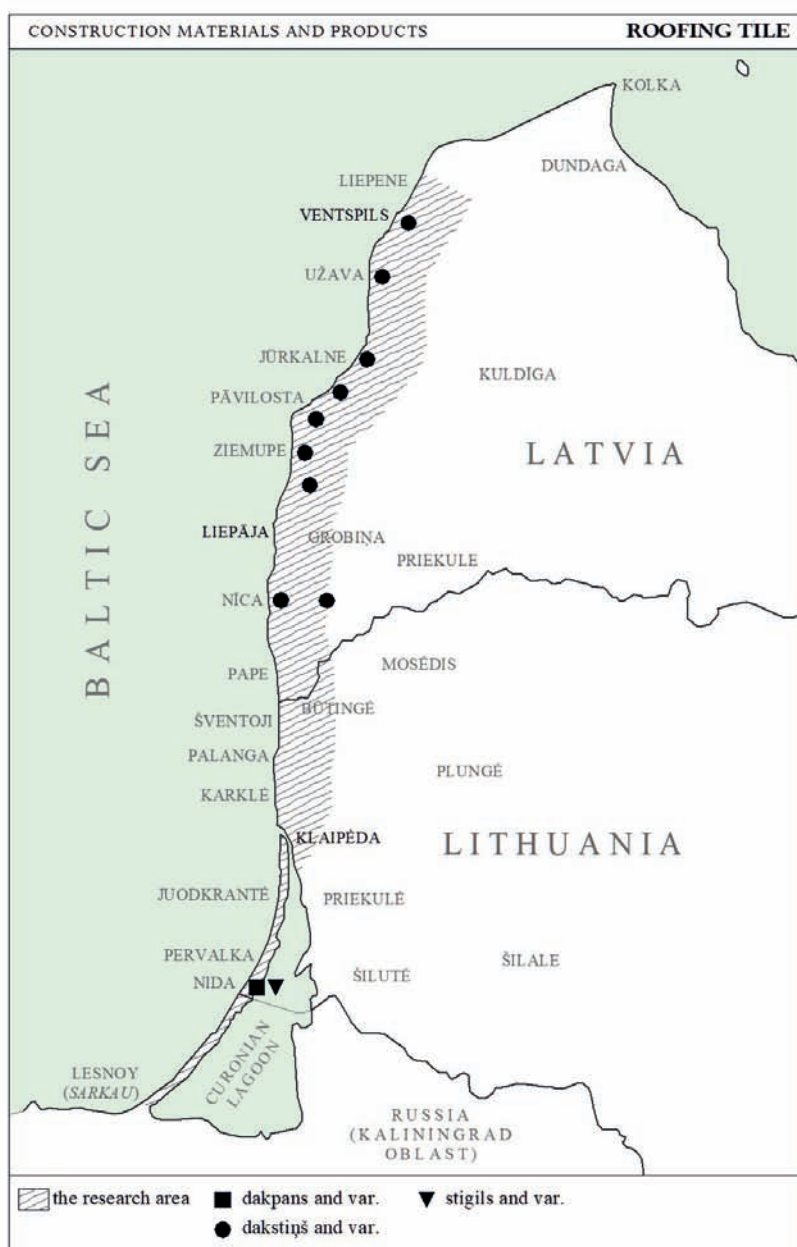 CONSTRUCTION MATERIALS AND PRODUCTS
ROOFING TILE
KOLKA
DUNDAGA
LIEPENE
VENTSPILS
UŽAVA
JŪRKALNE
KULDĪGA
PĀVILOSTA
ZIEMUPE
BALTIC SEA
LATVIA
LIEPĀJA
GROBIŅA
PRIEKULE
NĪCA
MOSĖDIS
PAPE
BŪTINGĖ
ŠVENTOJI
PALANGA
PLUNGĖ
KARKLĖ
KLAIPĖDA
LITHUANIA
JUODKRANTĖ
PRIEKULĖ
PERVALKA
ŠILALE
NIDA
ŠILUTĖ
CURONIAN
LAGOON
LESNOY
(SARKAU)
RUSSIA
(KALININGRAD
OBLAST)
the research area
dakpans and var.
stigils and var.
dakstiņš and var.